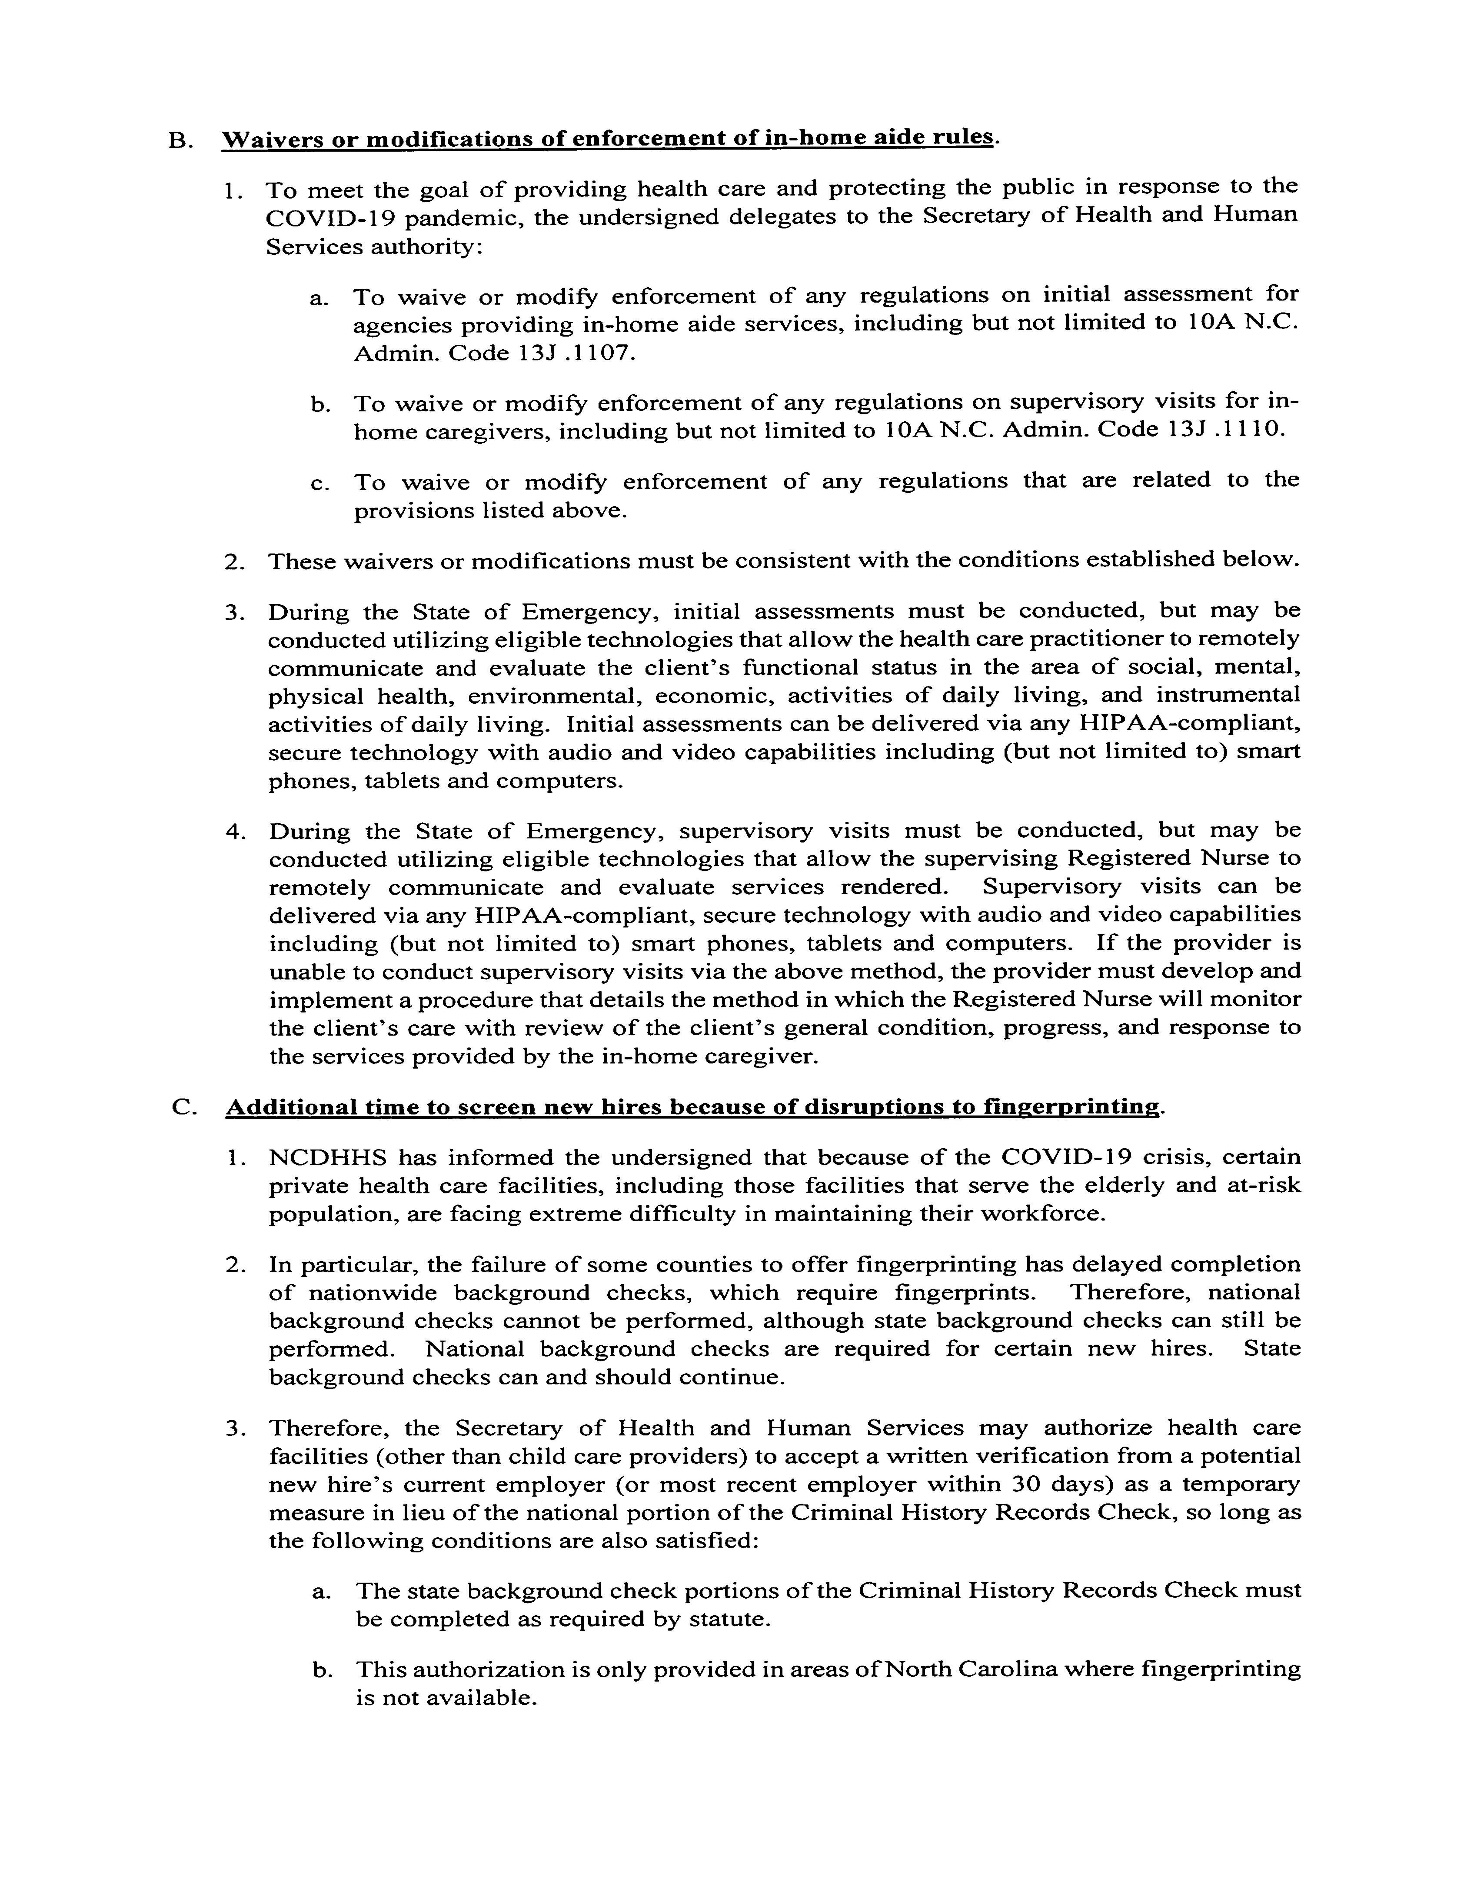 B. Waivers or modifications of enforcement of in-home aide rules.
1. To meet the goal of providing health care and protecting the public in response to the
COVID-19 pandemic, the undersigned delegates to the Secretary of Health and Human
Services authority:
a. To waive or modify enforcement of any regulations on initial assessment for
agencies providing in-home aide services, including but not limited to 10A N.C.
Admin. Code 13J .1107.
b. To waive or modify enforcement of any regulations on supervisory visits for in-
home caregivers, including but not limited to 10A N.C. Admin. Code 13J .1110.
c. To waive or modify enforcement of any regulations that are related to the
provisions listed above.
2. These waivers or modifications must be consistent with the conditions established below.
3. During the State of Emergency, initial assessments must be conducted, but may be
conducted utilizing eligible technologies that allow the health care practitioner to remotely
communicate and evaluate the client's functional status in the area of social, mental,
physical health, environmental, economic, activities of daily living, and instrumental
activities of daily living. Initial assessments can be delivered via any HIPAA-compliant,
secure technology with audio and video capabilities including (but not limited to) smart
phones, tablets and computers.
4. During the State of Emergency, supervisory visits must be conducted, but may be
conducted utilizing eligible technologies that allow the supervising Registered Nurse to
remotely communicate and evaluate services rendered. Supervisory visits can be
delivered via any HIPAA-compliant, secure technology with audio and video capabilities
including (but not limited to) smart phones, tablets and computers. If the provider is
unable to conduct supervisory visits via the above method, the provider must develop and
implement a procedure that details the method in which the Registered Nurse will monitor
the client's care with review of the client's general condition, progress, and response to
the services provided by the in-home caregiver.
C. Additional time to screen new hires because of disruptions to fingerprinting.
1. NCDHHS has informed the undersigned that because of the COVID-19 crisis, certain
private health care facilities, including those facilities that serve the elderly and at-risk
population, are facing extreme difficulty in maintaining their workforce.
2. In particular, the failure of some counties to offer fingerprinting has delayed completion
of nationwide background checks, which require fingerprints. Therefore, national
background checks cannot be performed, although state background checks can still be
performed. National background checks are required for certain new hires. State
background checks can and should continue.
3. Therefore, the Secretary of Health and Human Services may authorize health care
facilities (other than child care providers) to accept a written verification from a potential
new hire's current employer (or most recent employer within 30 days) as a temporary
measure in lieu of the national portion of the Criminal History Records Check, so long as
the following conditions are also satisfied:
a. The state background check portions of the Criminal History Records Check must
be completed as required by statute.
b. This authorization is only provided in areas of North Carolina where fingerprinting
is not available.